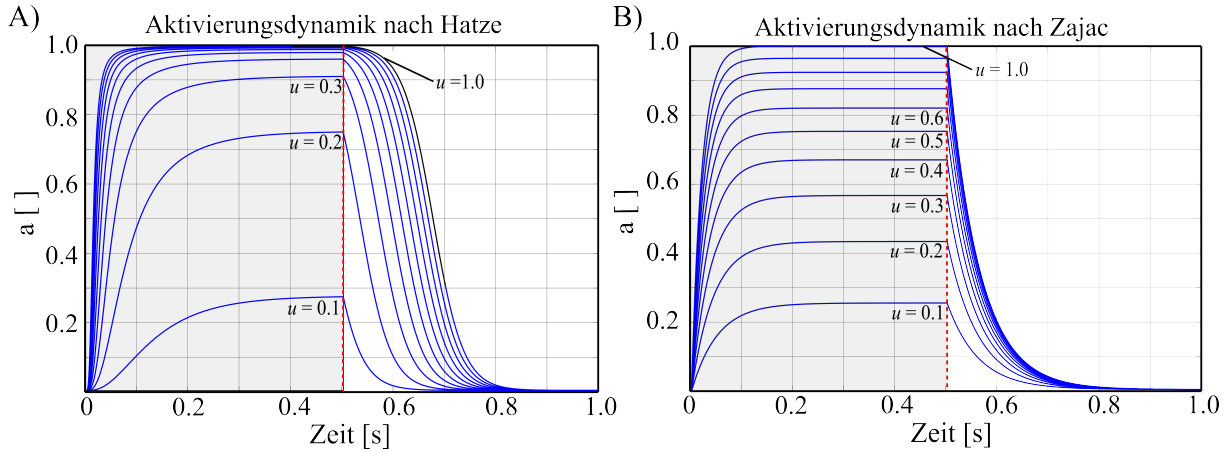 A)
Aktivierungsdynamik nach Hatze
a [ ]
1.0
0.8
0.6
0.4
0.2
u =1.0
u = 0.3
u = 0.2
u = 0.1
0
0.2
0.4
0.6
0.8
1.0
Zeit [s]
B)
Aktivierungsdynamik nach Zajac
a [ ]
1.0
0.8
0.6
0.4
0.2
u = 1.0
u = 0.6
u = 0.5
u = 0.4
u = 0.3
u = 0.2
u = 0.1
0
0.2
0.4
0.6
0.8
1.0
Zeit [s]